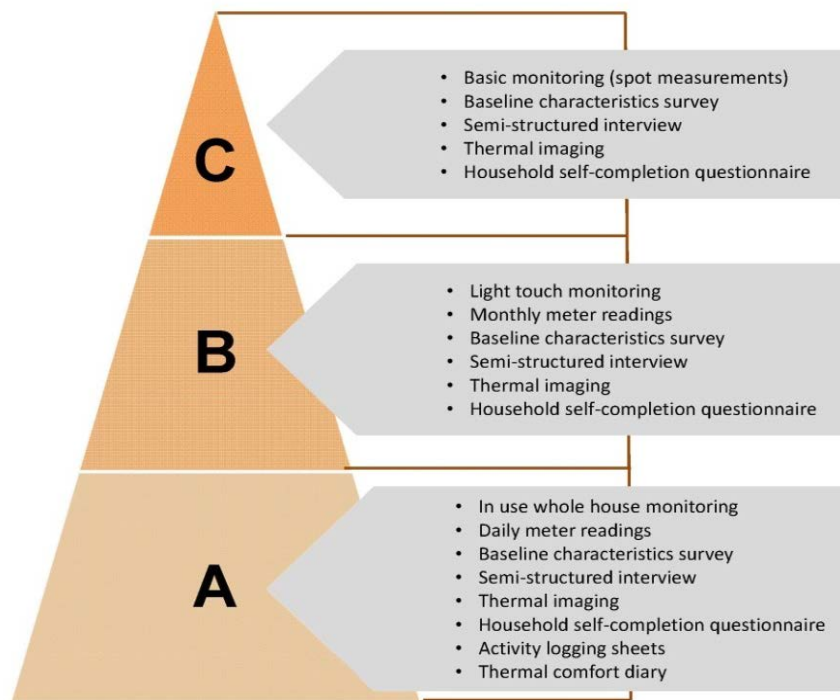 C
• Basic monitoring (spot measurements)
• Baseline characteristics survey
• Semi-structured interview
• Thermal imaging
• Household self-completion questionnaire
B
• Light touch monitoring
• Monthly meter readings
• Baseline characteristics survey
• Semi-structured interview
• Thermal imaging
• Household self-completion questionnaire
A
• In use whole house monitoring
• Daily meter readings
• Baseline characteristics survey
• Semi-structured interview
• Thermal imaging
• Household self-completion questionnaire
• Activity logging sheets
• Thermal comfort diary